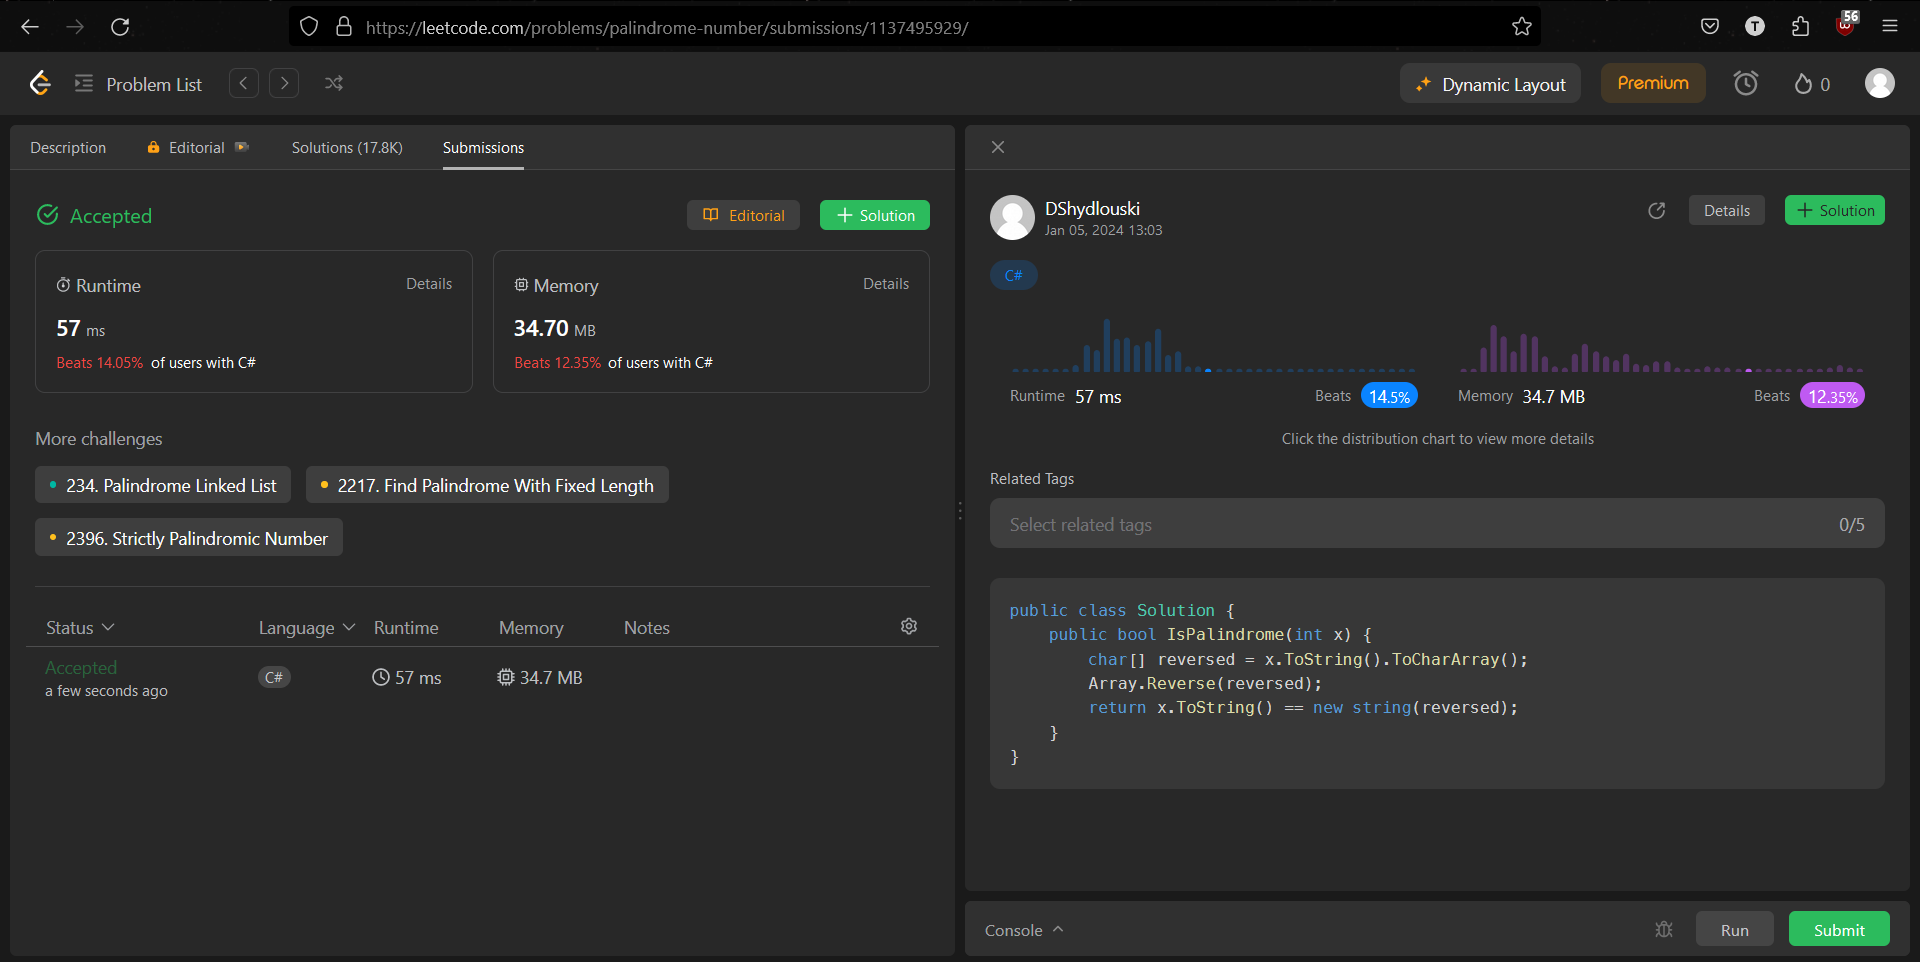 https://leetcode.com/problems/palindrome-number/submissions/1137495929/
T
56
Problem List
Dynamic Layout
Premium
0
Description
Editorial
Solutions (17.8K)
Submissions
Accepted
Editorial
+ Solution
Runtime
Details
57 ms
Beats 14.05% of users with C#
Memory
Details
34.70 MB
Beats 12.35% of users with C#
More challenges
234. Palindrome Linked List
2217. Find Palindrome With Fixed Length
2396. Strictly Palindromic Number
Status
Language
Runtime
Memory
Notes
Accepted
a few seconds ago
C#
57 ms
34.7 MB
DShydlouski
Jan 05, 2024 13:03
Details
+ Solution
C#
Runtime 57 ms
Beats 14.5%
Memory 34.7 MB
Beats 12.35%
Click the distribution chart to view more details
Related Tags
Select related tags
0/5
public class Solution {
    public bool IsPalindrome(int x) {
        char[] reversed = x.ToString().ToCharArray();
        Array.Reverse(reversed);
        return x.ToString() == new string(reversed);
    }
}
Console
Run
Submit